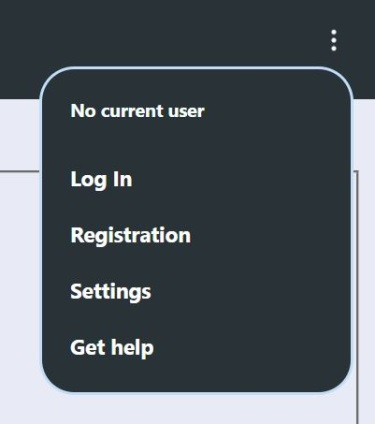 No current user
Log In
Registration
Settings
Get help